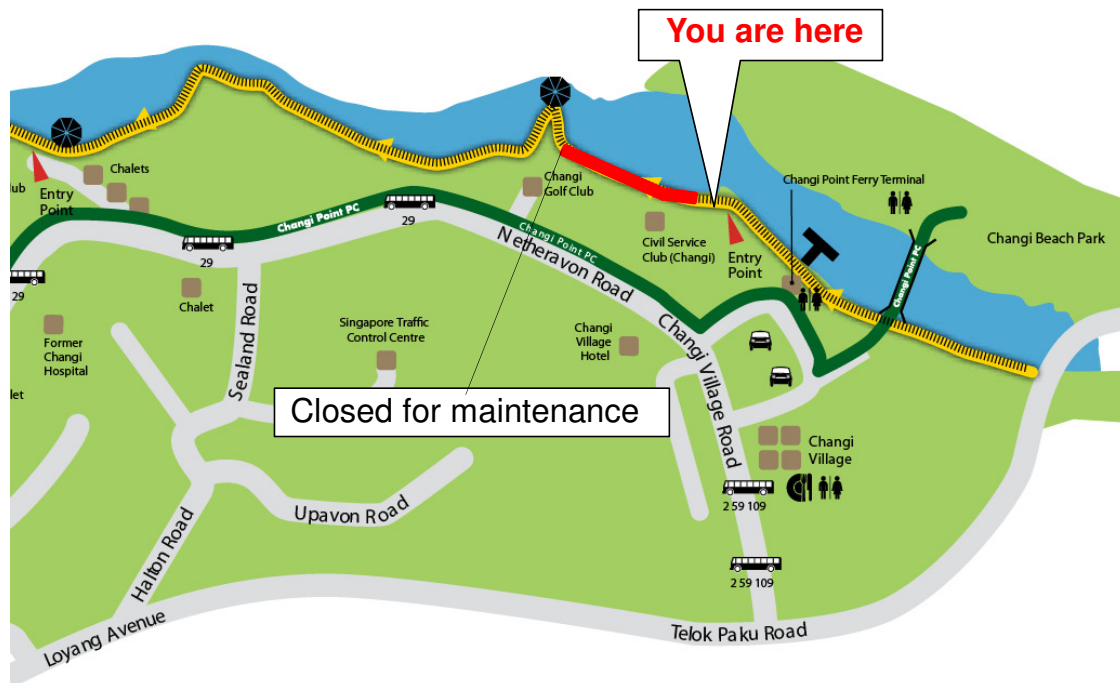 You are here
Chalets
lub
Entry
Point
Changi Point PC
29
29
29
Changi
Golf Club
Changi Point PC
Netheravon Road
Civil Service
Club (Changi)
Entry
Point
Changi Point Ferry Terminal
Changi Point PC
Changi Beach Park
Chalet
Sealand Road
Former
Changi
Hospital
let
Singapore Traffic
Control Centre
Changi
Village
Hotel
Changi Village Road
Closed for maintenance
Changi
Village
2 59 109
2 59 109
Upavon Road
Halton Road
Loyang Avenue
Telok Paku Road